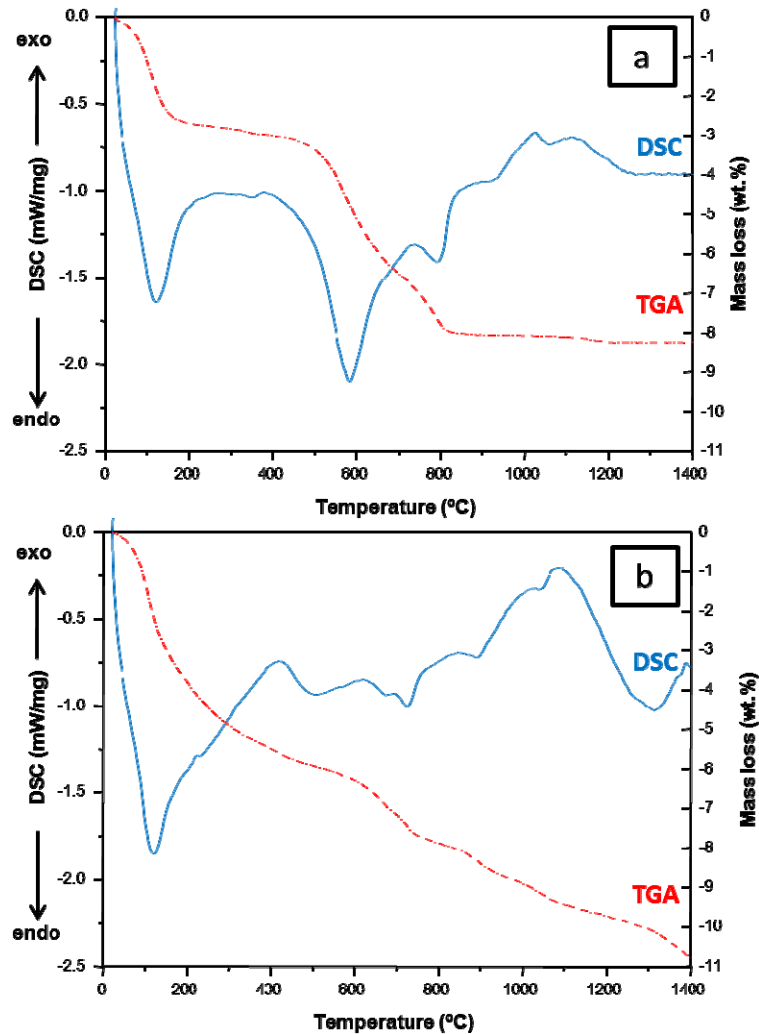 a
exo
endo
DSC (mW/mg)
0.0
-0.5
-1.0
-1.5
-2.0
-2.5
DSC
TGA
0
-1
-2
-3
-4
-5
-6
-7
-8
-9
-10
-11
Mass loss (wt.%)
0 200 400 600 800 1000 1200 1400
Temperature (ºC)
b
exo
endo
DSC (mW/mg)
0.0
-0.5
-1.0
-1.5
-2.0
-2.5
DSC
TGA
0
-1
-2
-3
-4
-5
-6
-7
-8
-9
-10
-11
Mass loss (wt.%)
0 200 400 600 800 1000 1200 1400
Temperature (ºC)